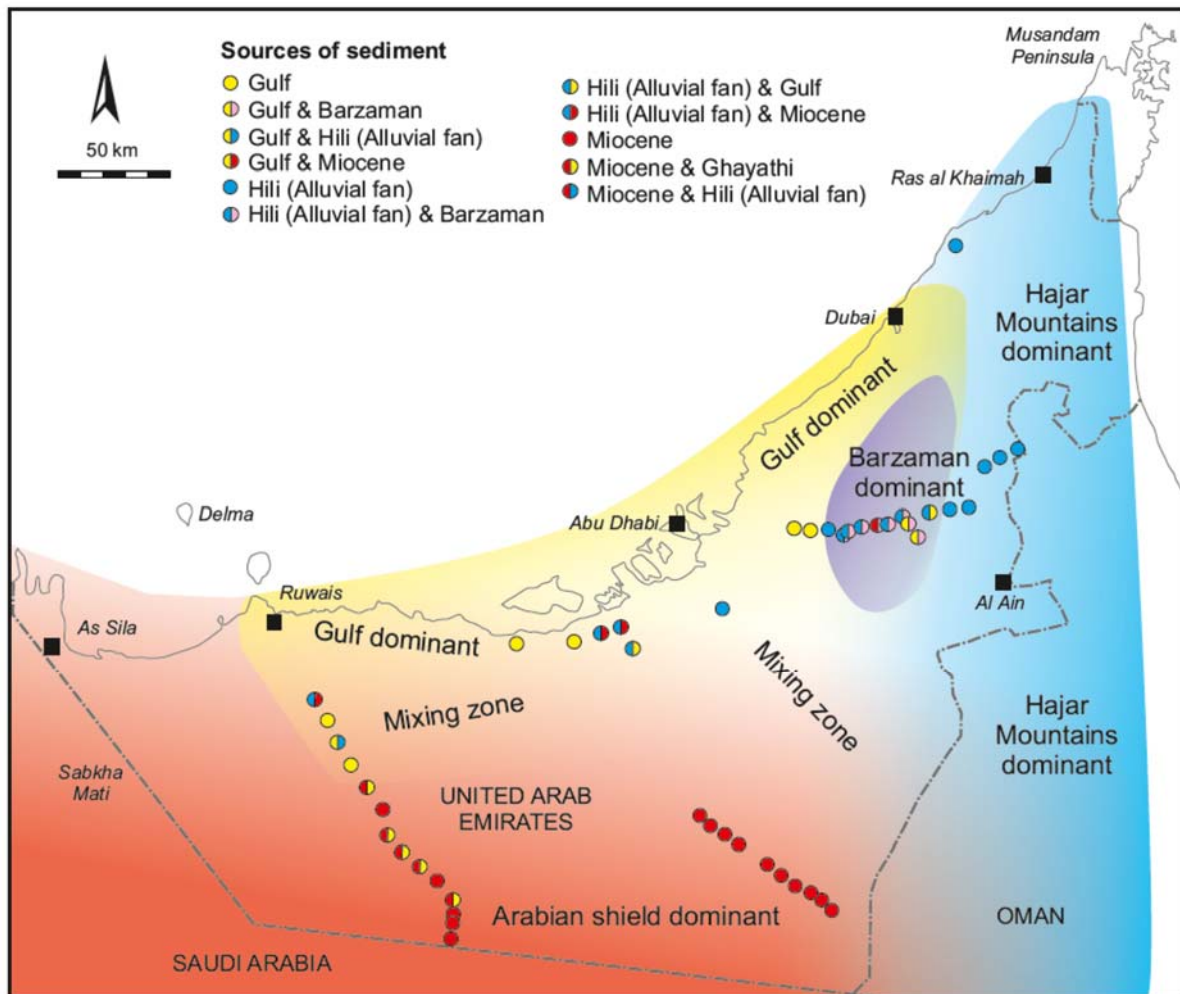 Sources of sediment
Gulf
Gulf & Barzaman
Gulf & Hili (Alluvial fan)
Gulf & Miocene
Hili (Alluvial fan)
Hili (Alluvial fan) & Barzaman
Hili (Alluvial fan) & Gulf
Hili (Alluvial fan) & Miocene
Miocene
Miocene & Ghayathi
Miocene & Hili (Alluvial fan)
50 km
Musandam
Peninsula
Ras al Khaimah
Dubai
Hajar
Mountains
dominant
Gulf dominant
Barzaman
dominant
Delma
Abu Dhabi
Ruwais
As Sila
Al Ain
Gulf dominant
Mixing zone
Mixing zone
Hajar
Mountains
dominant
Sabkha
Mati
UNITED ARAB
EMIRATES
Arabian shield dominant
OMAN
SAUDI ARABIA